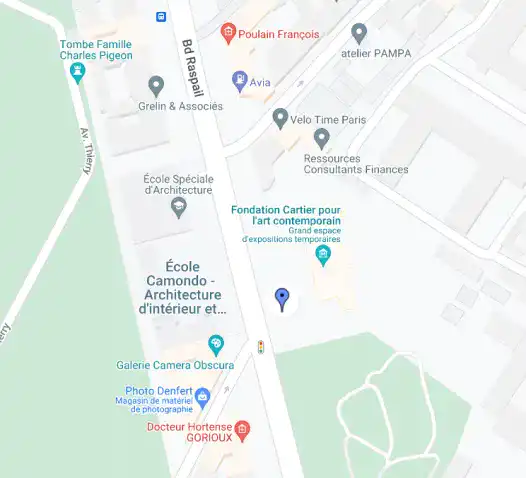 Tombe Famille
Charles Pigeon
Bd Raspail
Poulain François
atelier PAMPA
Avia
Grelin & Associés
Velo Time Paris
Ressources
Consultants Finances
Av. Thierry
École Spéciale
d'Architecture
Fondation Cartier pour
l'art contemporain
Grand espace
d'expositions temporaires
École
Camondo -
Architecture
d'intérieur et...
erry
Galerie Camera Obscura
Photo Denfert
Magasin de matériel
de photographie
Docteur Hortense
GORIOUX